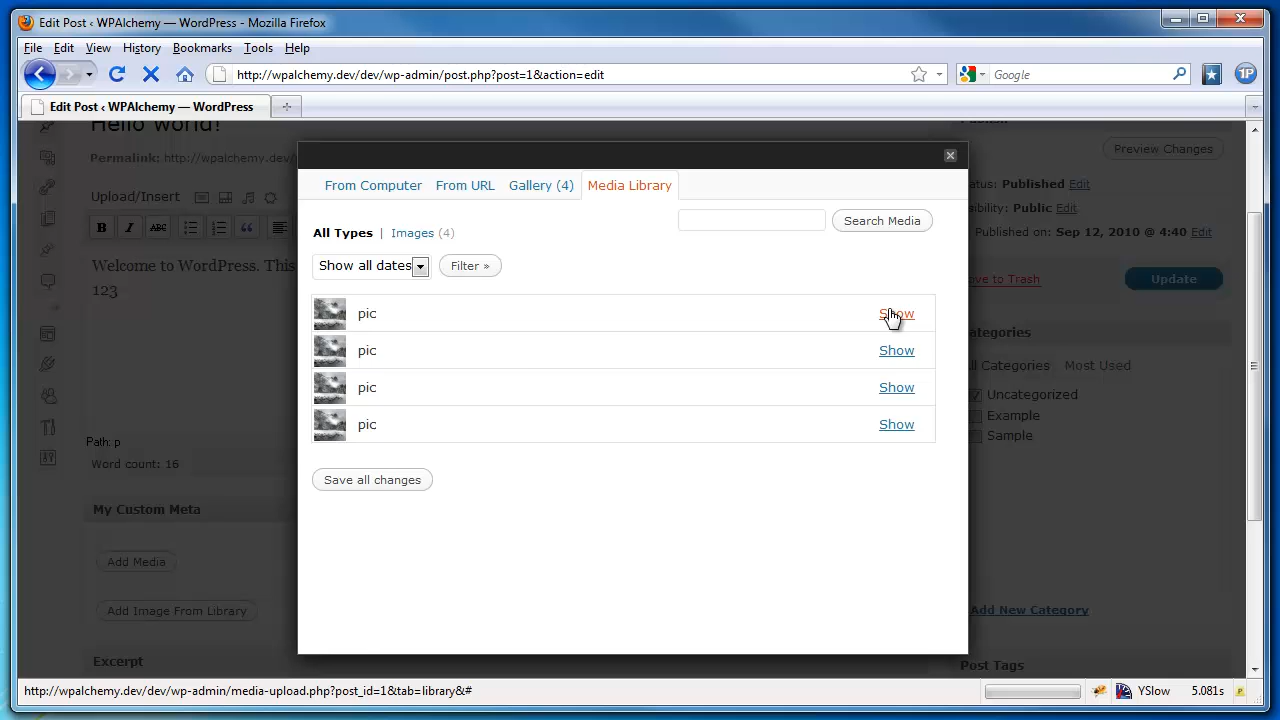 Edit Post ‹ WPAlchemy — WordPress - Mozilla Firefox
File Edit View History Bookmarks Tools Help
http://wpalchemy.dev/dev/wp-admin/post.php?post=1&action=edit
Google
Edit Post ‹ WPAlchemy — WordPress
Hello world!
Publish
Permalink: http://wpalchemy.dev/
Preview Changes
From Computer From URL Gallery (4) Media Library
atus: Published Edit
Upload/Insert
sibility: Public Edit
All Types | Images (4)
Search Media
B I ABC
Published on: Sep 12, 2010 @ 4:40 Edit
Welcome to WordPress. This
123
Show all dates Filter »
ove to Trash
Update
pic Show
pic Show
pic Show
pic Show
Categories
ll Categories Most Used
Uncategorized
Example
Sample
Path: p
Word count: 16
Save all changes
My Custom Meta
Add Media
Add Image From Library
Add New Category
Excerpt
Post Tags
http://wpalchemy.dev/dev/wp-admin/media-upload.php?post_id=1&tab=library&#
YSlow 5.081s